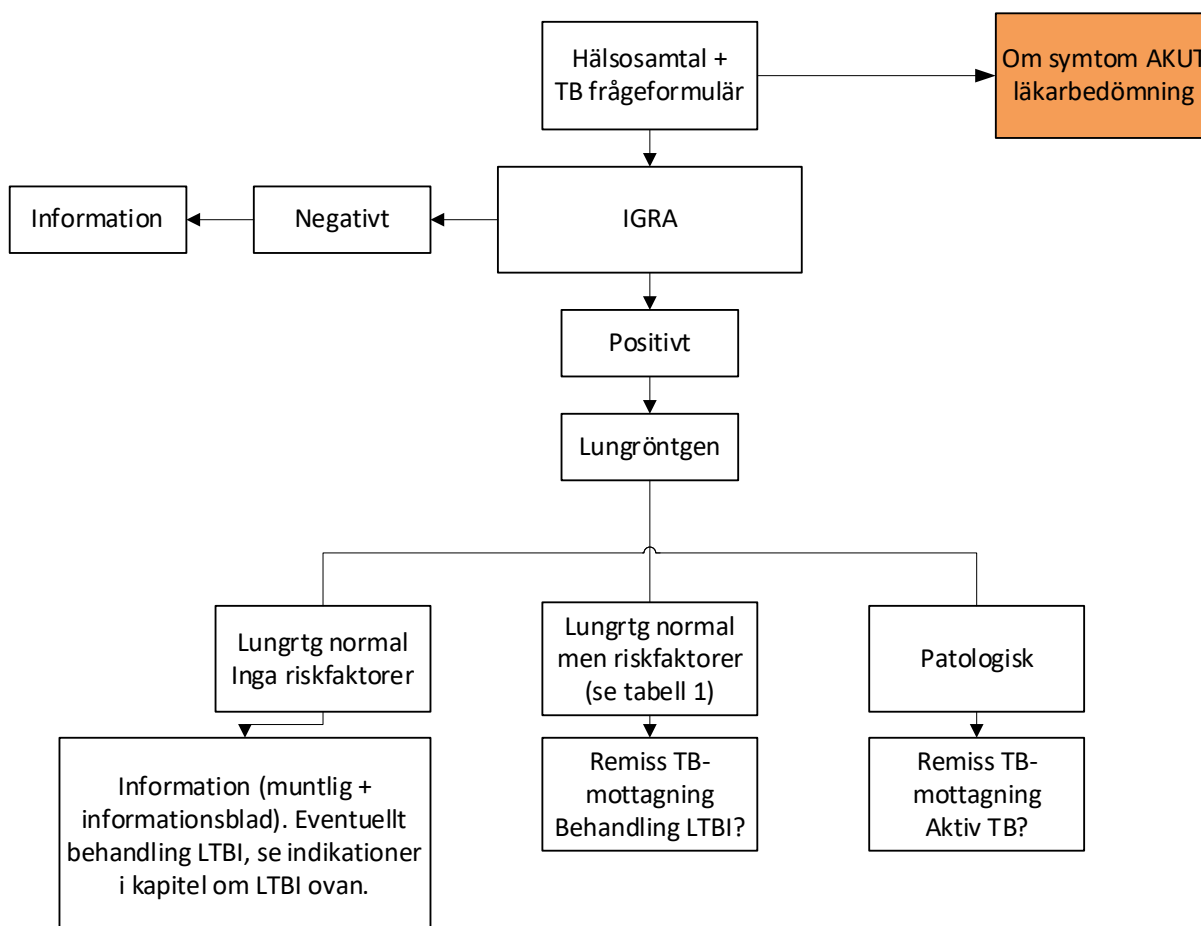 Hälsosamtal +
TB frågeformulär
Om symtom AKUT
läkarbedömning
Information
Negativt
IGRA
Positivt
Lungröntgen
Lungrtg normal
Inga riskfaktorer
Lungrtg normal
men riskfaktorer
(se tabell 1)
Patologisk
Information (muntlig +
informationsblad). Eventuellt
behandling LTBI, se indikationer
i kapitel om LTBI ovan.
Remiss TB-
mottagning
Behandling LTBI?
Remiss TB-
mottagning
Aktiv TB?